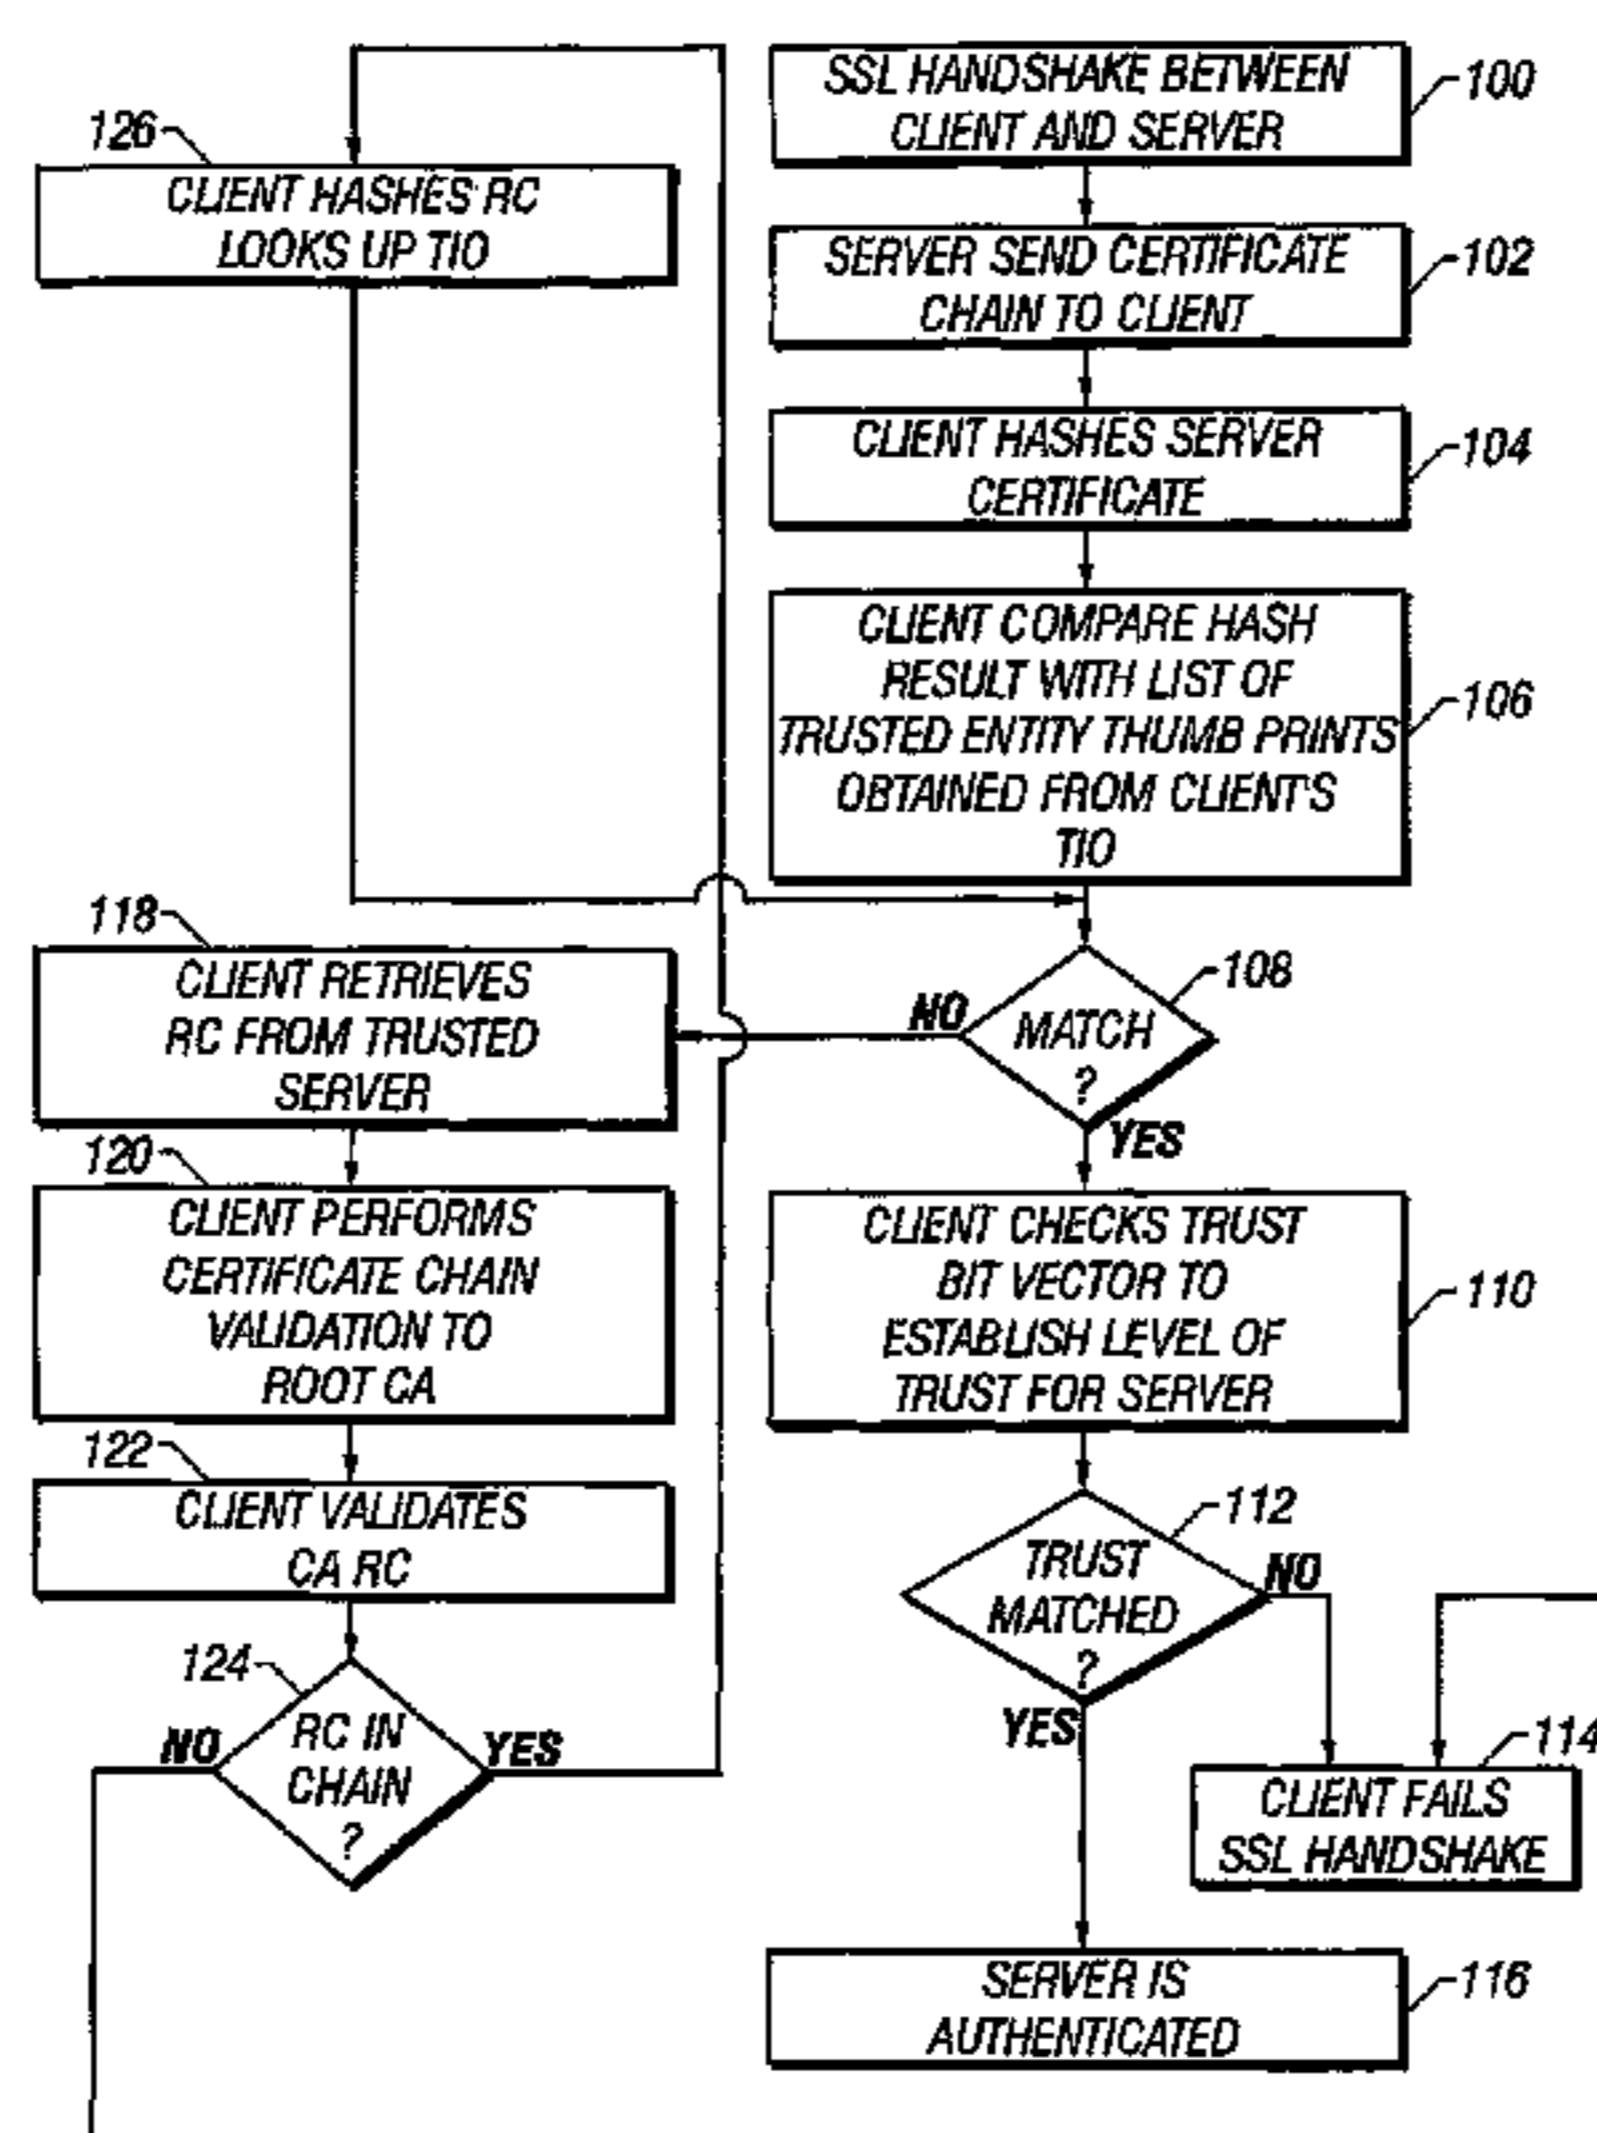 SSL HANDSHAKE BETWEEN
CLIENT AND SERVER
100
SERVER SEND CERTIFICATE
CHAIN TO CLIENT
102
CLIENT HASHES SERVER
CERTIFICATE
104
CLIENT COMPARE HASH
RESULT WITH LIST OF
TRUSTED ENTITY THUMB PRINTS
OBTAINED FROM CLIENT'S
TIO
106
MATCH
?
108
NO
YES
CLIENT CHECKS TRUST
BIT VECTOR TO
ESTABLISH LEVEL OF
TRUST FOR SERVER
110
TRUST
MATCHED
?
112
NO
YES
CLIENT FAILS
SSL HANDSHAKE
114
SERVER IS
AUTHENTICATED
116
118
CLIENT RETRIEVES
RC FROM TRUSTED
SERVER
120
CLIENT PERFORMS
CERTIFICATE CHAIN
VALIDATION TO
ROOT CA
122
CLIENT VALIDATES
CA RC
124
RC IN
CHAIN
?
NO
YES
126
CLIENT HASHES RC
LOOKS UP TIO